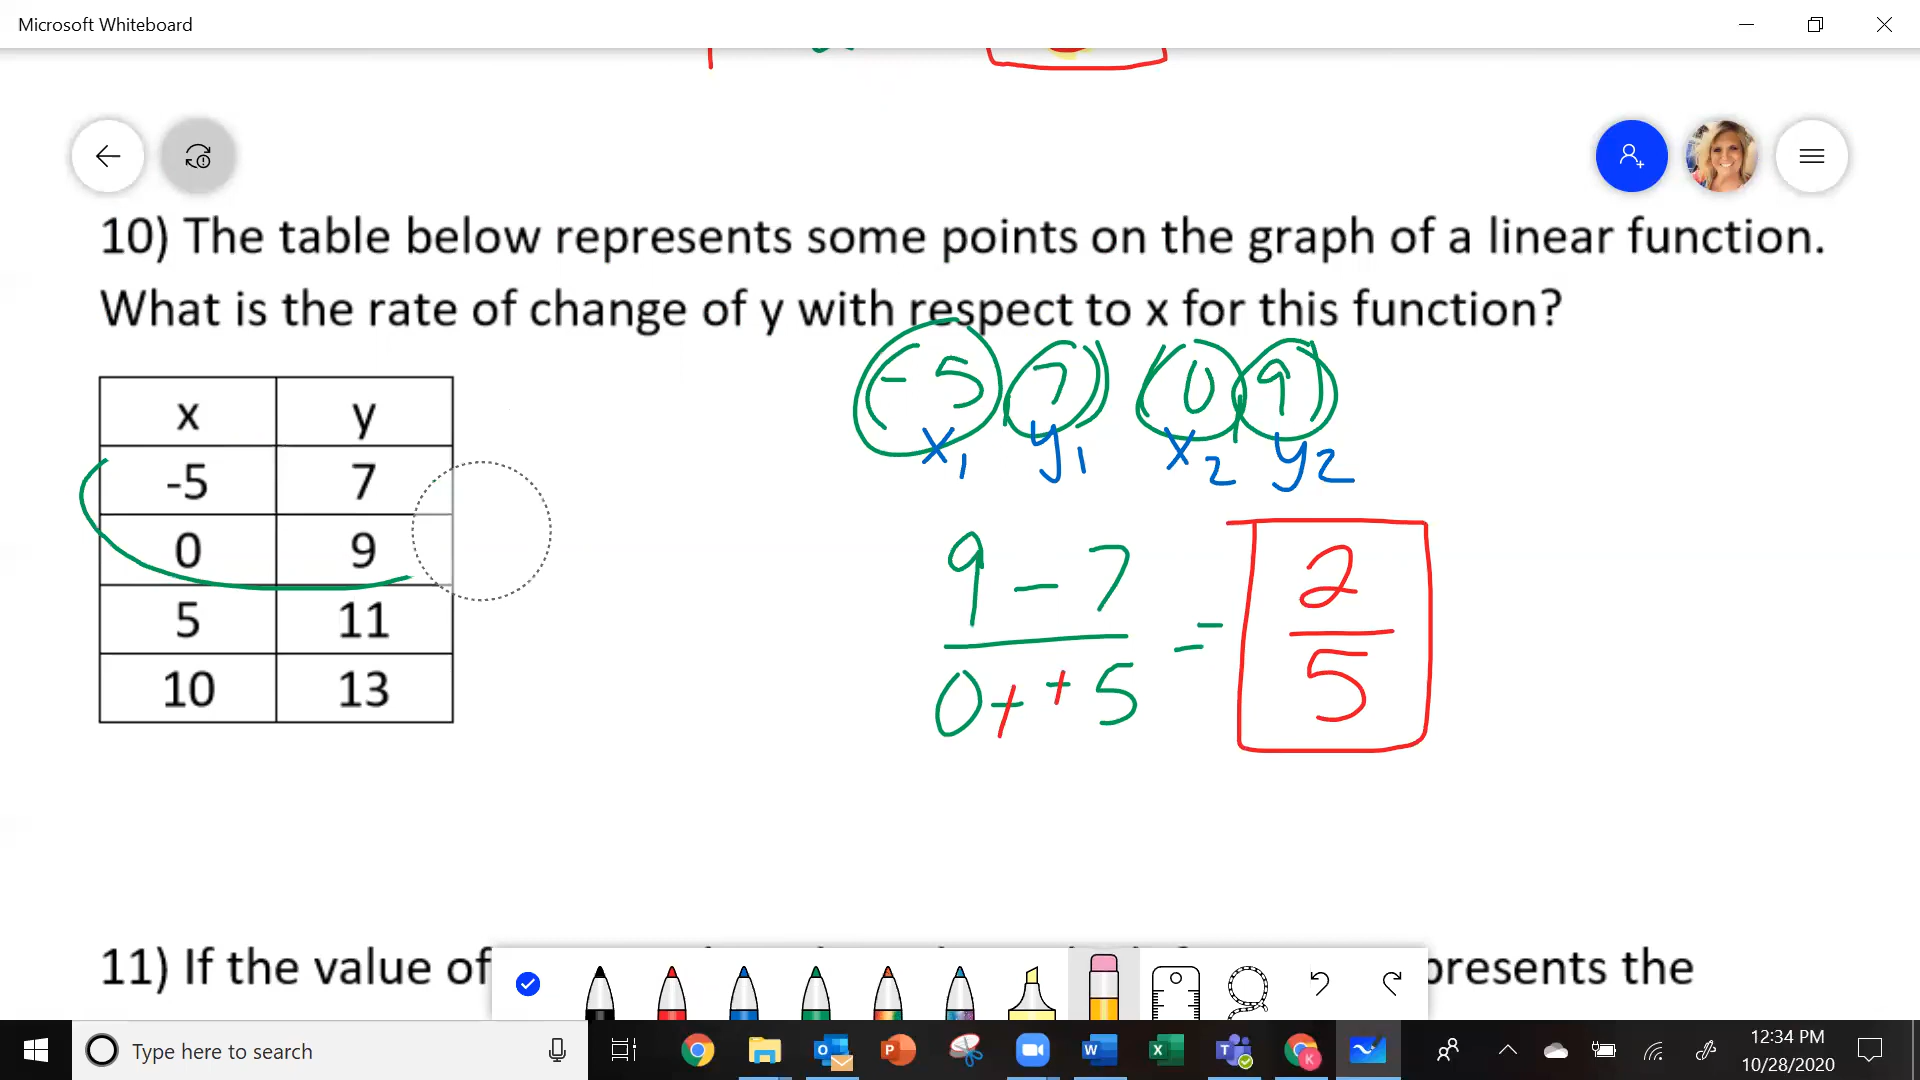 Microsoft Whiteboard
10) The table below represents some points on the graph of a linear function.
What is the rate of change of y with respect to x for this function?
(-5, 7) (0, 9)
x1 y1 x2 y2
x y
-5 7
0 9
5 11
10 13
9 - 7
0 + + 5
=
2
5
11) If the value of
presents the
Type here to search
12:34 PM
10/28/2020